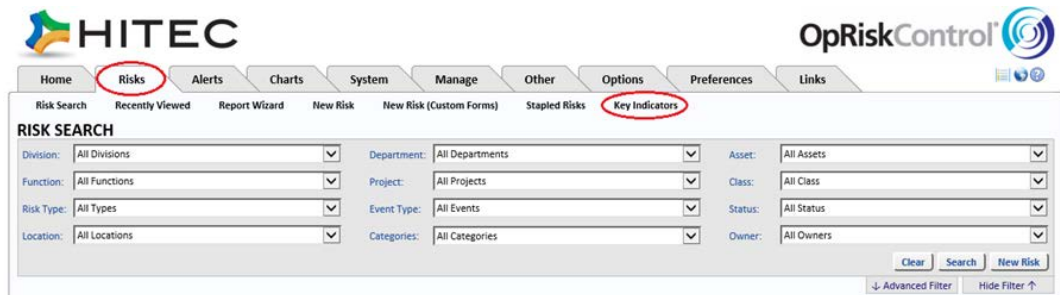 HITEC
OpRiskControl®
Home Risks Alerts Charts System Manage Other Options Preferences Links
Risk Search Recently Viewed Report Wizard New Risk New Risk (Custom Forms) Stapled Risks Key Indicators
RISK SEARCH
Division: All Divisions Department: All Departments Asset: All Assets
Function: All Functions Project: All Projects Class: All Class
Risk Type: All Types Event Type: All Events Status: All Status
Location: All Locations Categories: All Categories Owner: All Owners
Clear Search New Risk
↓ Advanced Filter Hide Filter ↑